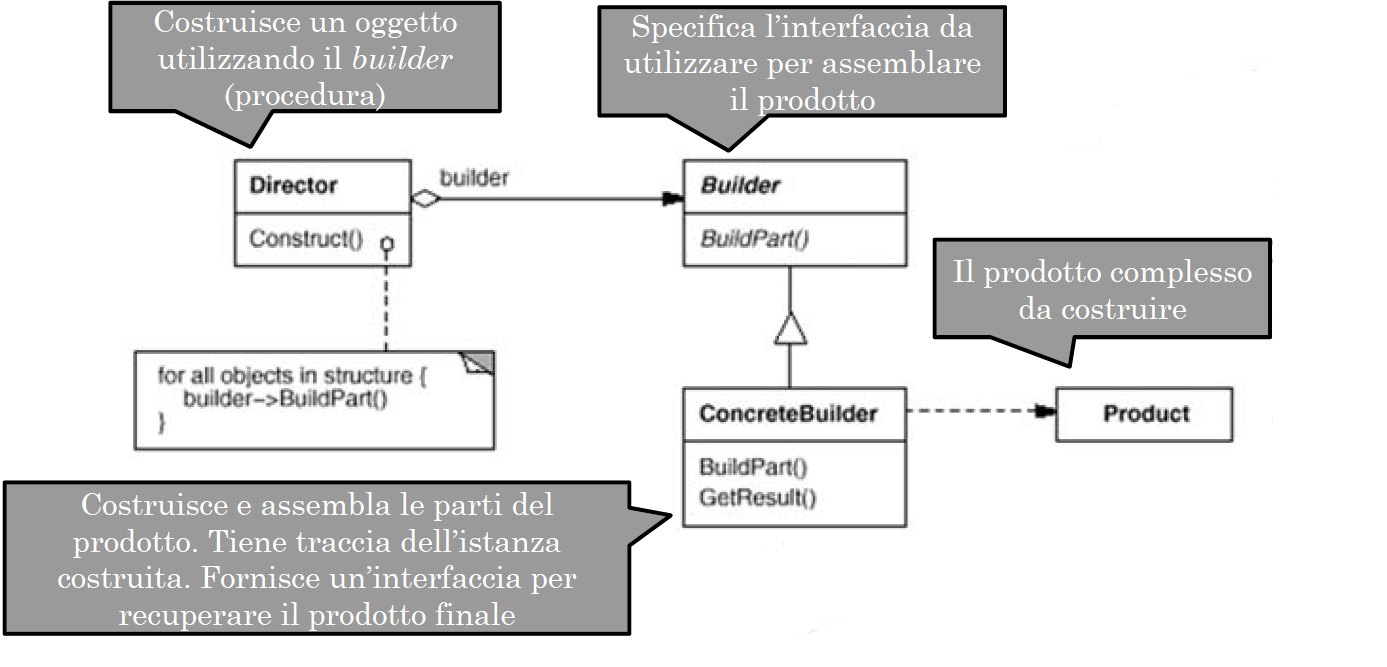 Costruisce un oggetto
utilizzando il builder
(procedura)
Specifica l’interfaccia da
utilizzare per assemblare
il prodotto
Director
Construct()
builder
Builder
BuildPart()
Il prodotto complesso
da costruire
for all objects in structure {
builder->BuildPart()
}
ConcreteBuilder
BuildPart()
GetResult()
Product
Costruisce e assembla le parti del
prodotto. Tiene traccia dell’istanza
costruita. Fornisce un’interfaccia per
recuperare il prodotto finale